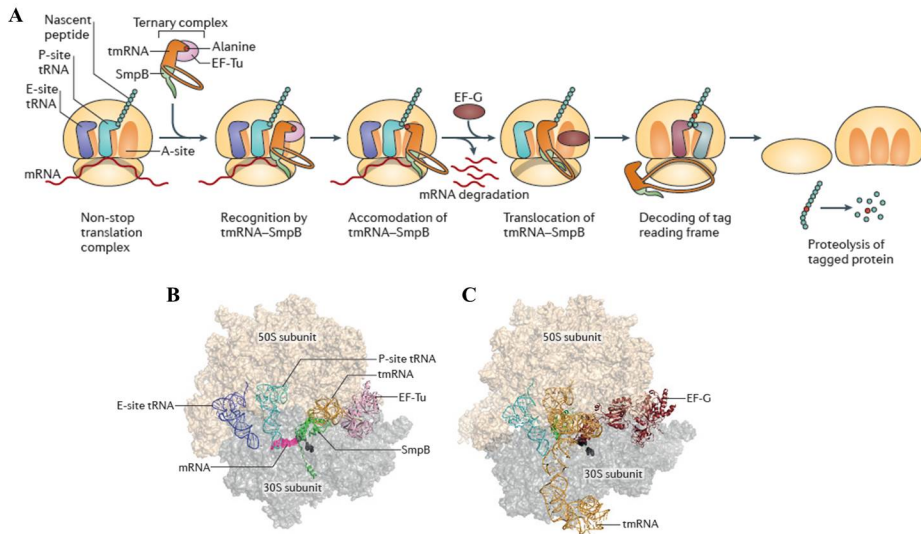 A
Nascent
peptide
P-site
tRNA
E-site
tRNA
Ternary complex
tmRNA
SmpB
Alanine
EF-Tu
A-site
mRNA
EF-G
mRNA degradation
Non-stop
translation
complex
Recognition by
tmRNA–SmpB
Accomodation of
tmRNA–SmpB
Translocation of
tmRNA–SmpB
Decoding of tag
reading frame
Proteolysis of
tagged protein
B
50S subunit
P-site tRNA
tmRNA
EF-Tu
E-site tRNA
mRNA
SmpB
30S subunit
C
50S subunit
EF-G
30S subunit
tmRNA